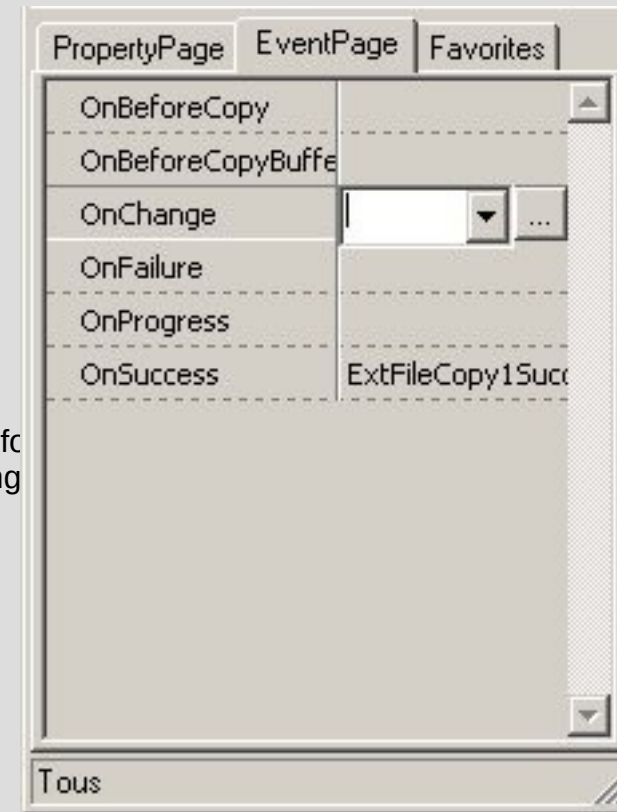 PropertyPage EventPage Favorites
OnBeforeCopy
OnBeforeCopyBuffe
OnChange ...
OnFailure
OnProgress
OnSuccess ExtFileCopy1Succ
Tous